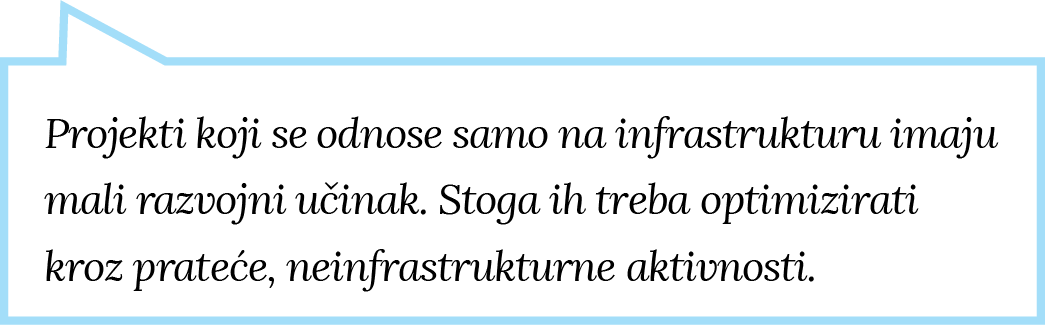 Projekti koji se odnose samo na infrastrukturu imaju
mali razvojni učinak. Stoga ih treba optimizirati
kroz prateće, neinfrastrukturne aktivnosti.